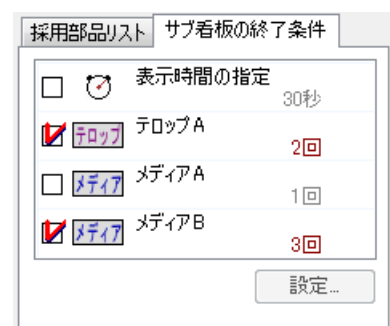 採用部品リスト サブ看板の終了条件
表示時間の指定
30秒
テロップ テロップA
2回
メディア メディアA
1回
メディア メディアB
3回
設定...